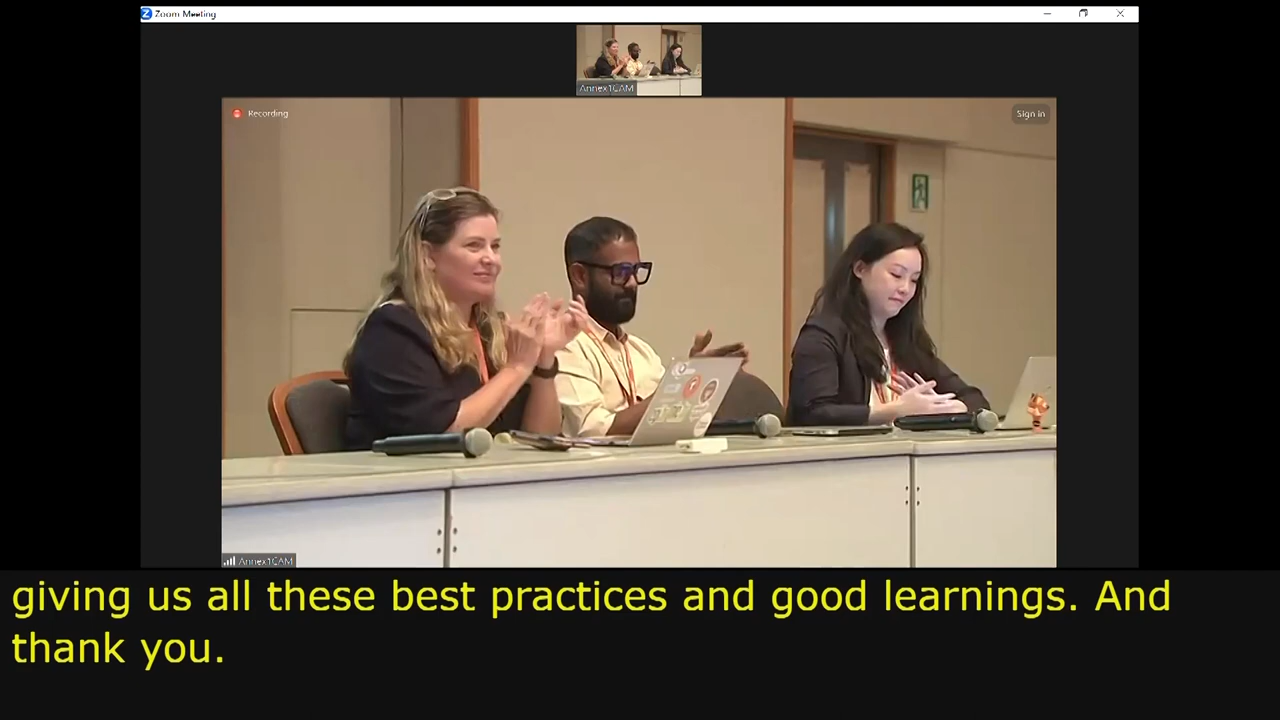 Zoom Meeting
Annex1CAM
Recording
Sign in
Annex1CAM
giving us all these best practices and good learnings. And
thank you.